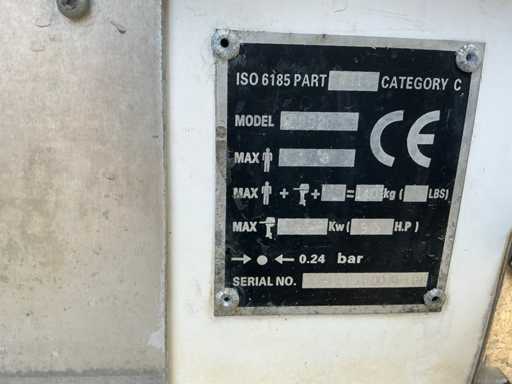 ISO 6185 PART CATEGORY C
MODEL
CE
MAX
MAX + + = kg ( LBS)
MAX Kw ( H.P )
0.24 bar
SERIAL NO.